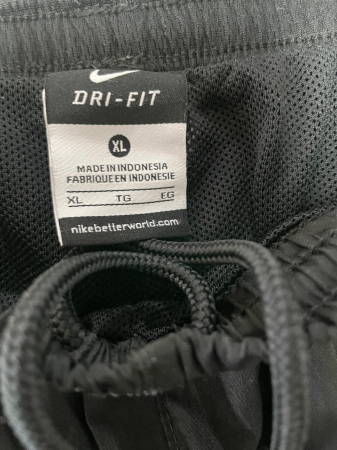 DRI-FIT
XL
MADE IN INDONESIA
FABRIQUE EN INDONESIE
XL TG EG
nikebetterworld.com